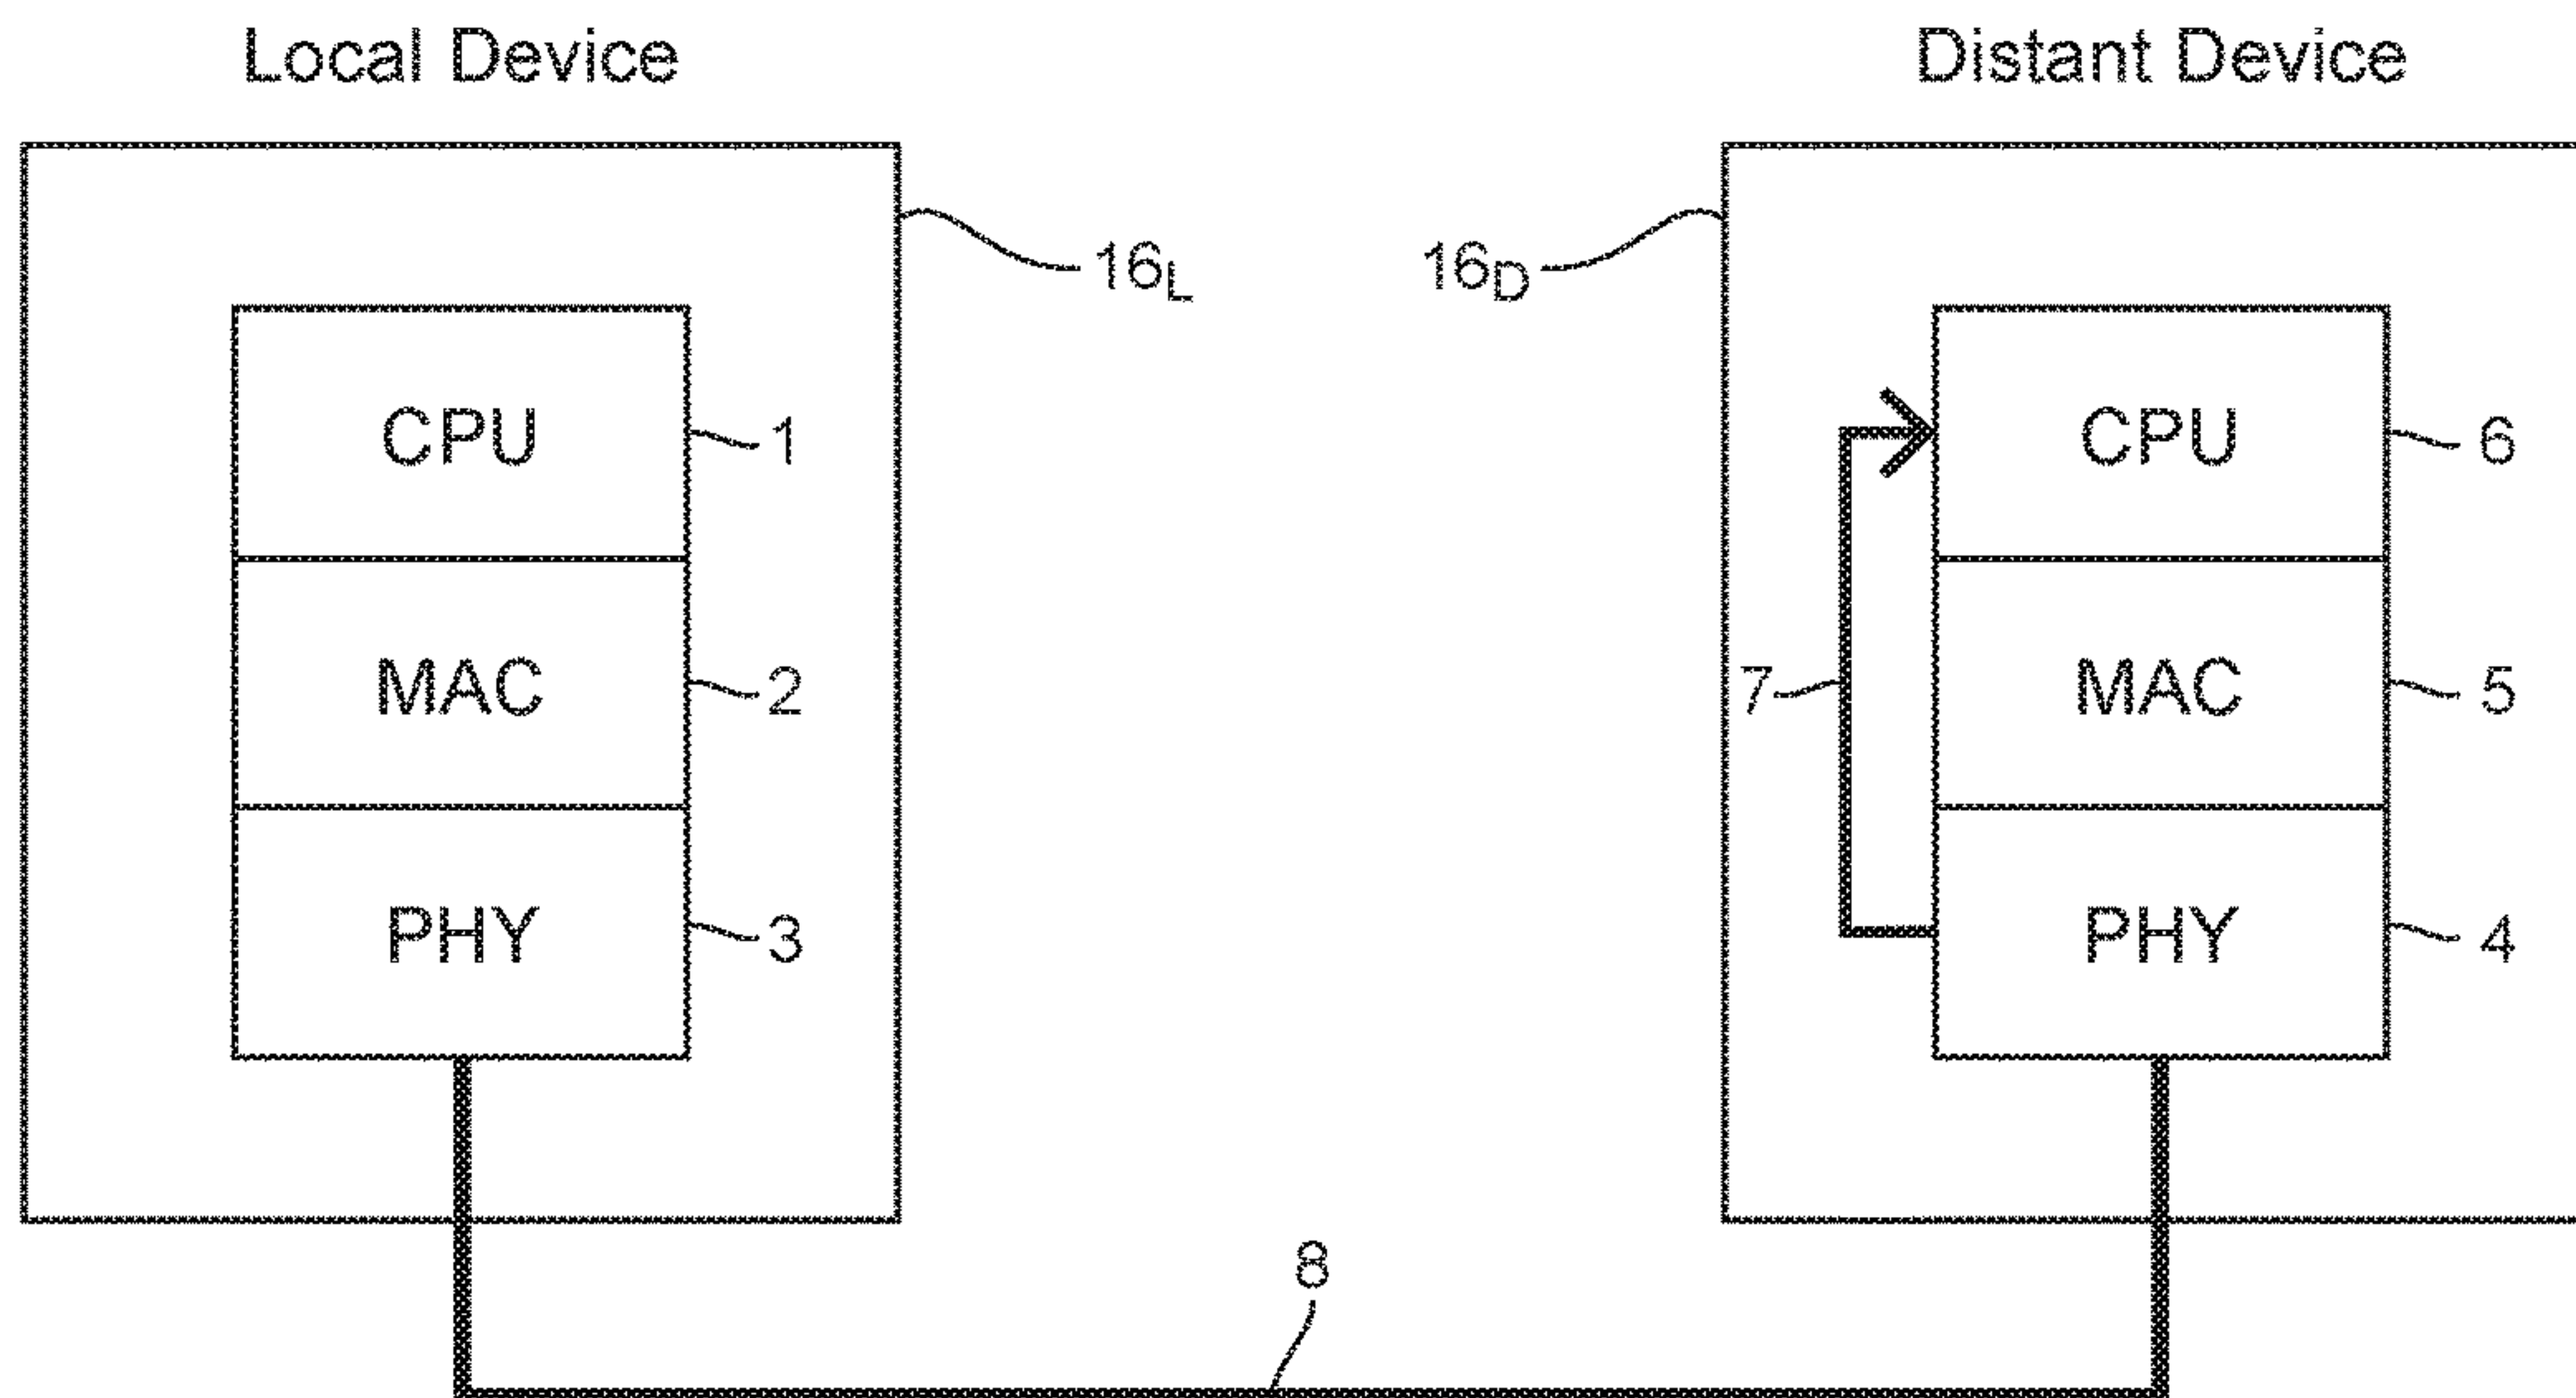 Local Device
Distant Device
16L
16D
CPU
1
CPU
6
MAC
2
7
MAC
5
PHY
3
PHY
4
8